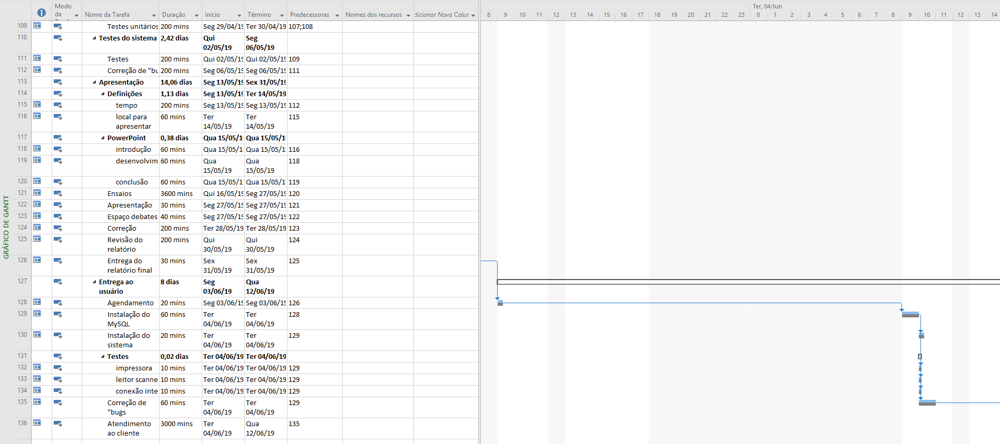 Modo da Tarefa Nome da Tarefa Duração Início Término Predecessoras Nomes dos recursos dicionar Nova Colur
Ter, 04/Jun
8 9 10 11 12 13 14 15 16 17 18 19 20 21 22 23 0 1 2 3 4 5 6 7 8 9 10 11 12 13 14
GRÁFICO DE GANTT
109 Testes unitários 200 mins Seg 29/04/19 Ter 30/04/19 107;108
110 Testes do sistema 2,42 dias Qui 02/05/19 Seg 06/05/19
111 Testes 200 mins Qui 02/05/19 Qui 02/05/19 109
112 Correção de "bu 200 mins Seg 06/05/19 Seg 06/05/19 111
113 Apresentação 14,06 dias Seg 13/05/19 Sex 31/05/19
114 Definições 1,13 dias Seg 13/05/19 Ter 14/05/19
115 tempo 200 mins Seg 13/05/19 Seg 13/05/19 112
116 local para apresentar 60 mins Ter 14/05/19 Ter 14/05/19 115
117 PowerPoint 0,38 dias Qua 15/05/1 Qua 15/05/1
118 introdução 60 mins Qua 15/05/1 Qua 15/05/1 116
119 desenvolvim 60 mins Qua 15/05/19 Qua 15/05/19 118
120 conclusão 60 mins Qua 15/05/1 Qua 15/05/1 119
121 Ensaios 3600 mins Qui 16/05/19 Seg 27/05/19 120
122 Apresentação 30 mins Seg 27/05/19 Seg 27/05/19 121
123 Espaço debates 40 mins Seg 27/05/19 Seg 27/05/19 122
124 Correção 200 mins Ter 28/05/19 Ter 28/05/19 123
125 Revisão do relatório 200 mins Qui 30/05/19 Qui 30/05/19 124
126 Entrega do relatório final 30 mins Sex 31/05/19 Sex 31/05/19 125
127 Entrega ao usuário 8 dias Seg 03/06/19 Qua 12/06/19
128 Agendamento 20 mins Seg 03/06/19 Seg 03/06/19 126
129 Instalação do MySQL 60 mins Ter 04/06/19 Ter 04/06/19 128
130 Instalação do sistema 20 mins Ter 04/06/19 Ter 04/06/19 129
131 Testes 0,02 dias Ter 04/06/19 Ter 04/06/19
132 impressora 10 mins Ter 04/06/19 Ter 04/06/19 129
133 leitor scanne 10 mins Ter 04/06/19 Ter 04/06/19 129
134 conexão inte 10 mins Ter 04/06/19 Ter 04/06/19 129
135 Correção de "bugs 60 mins Ter 04/06/19 Ter 04/06/19 129
136 Atendimento ao cliente 3000 mins Ter 04/06/19 Qua 12/06/19 135